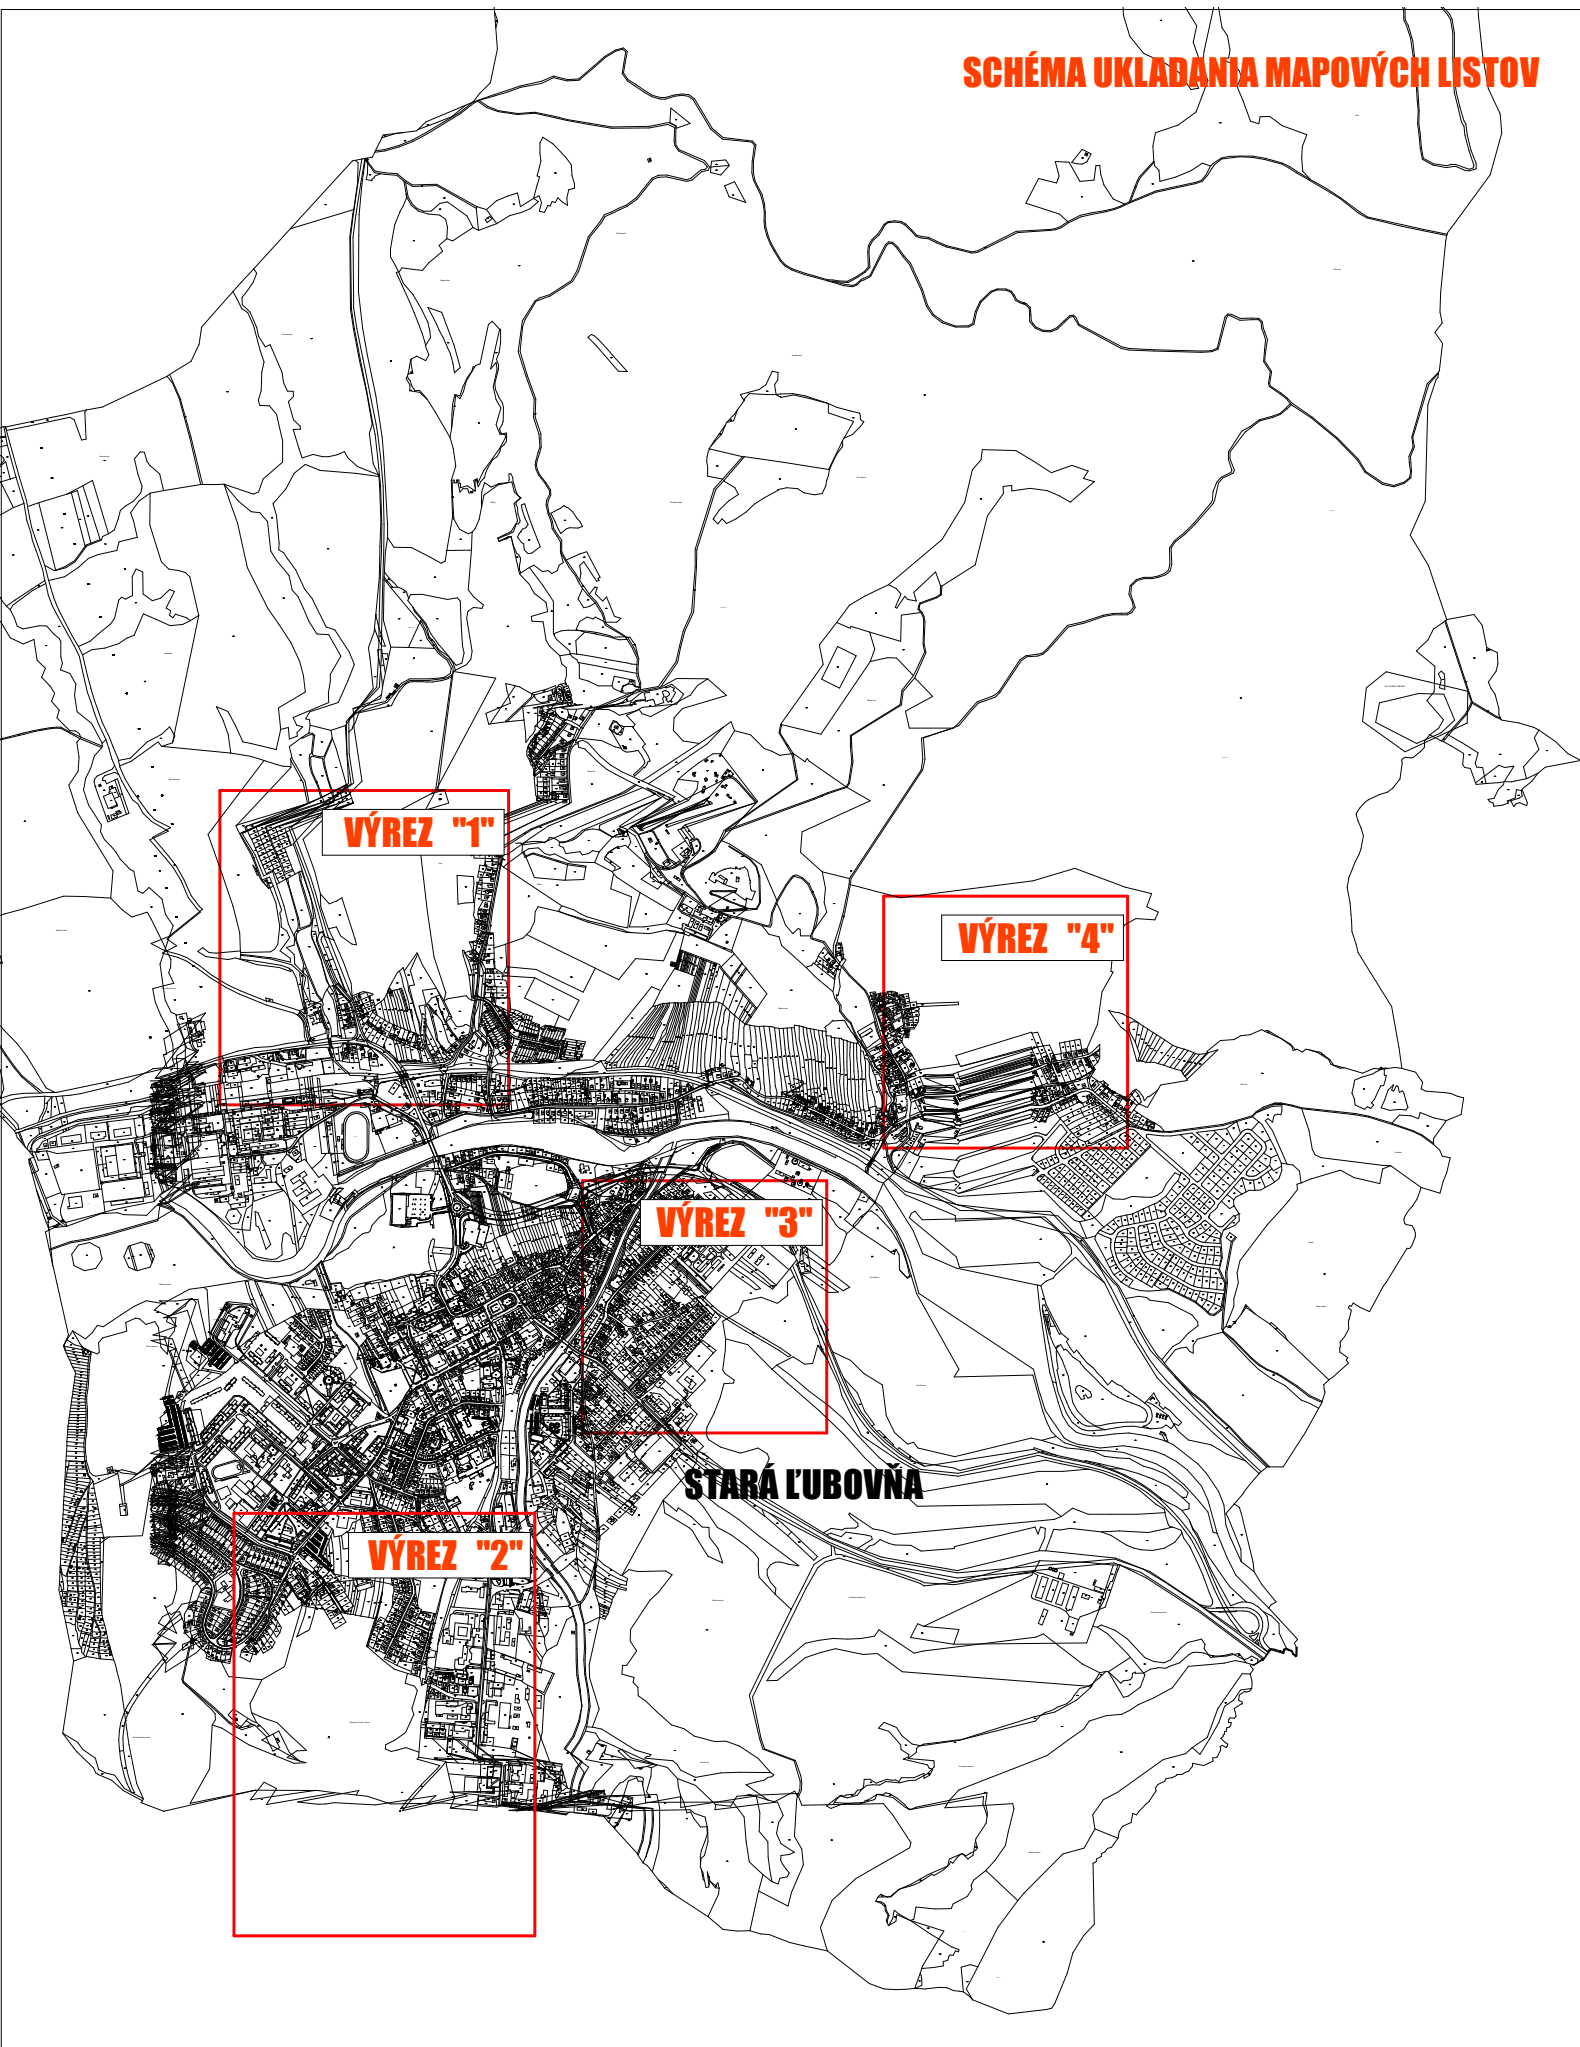 SCHÉMA UKLADANIA MAPOVÝCH LISTOV
VÝREZ "1"
VÝREZ "4"
VÝREZ "3"
STARÁ ĽUBOVŇA
VÝREZ "2"